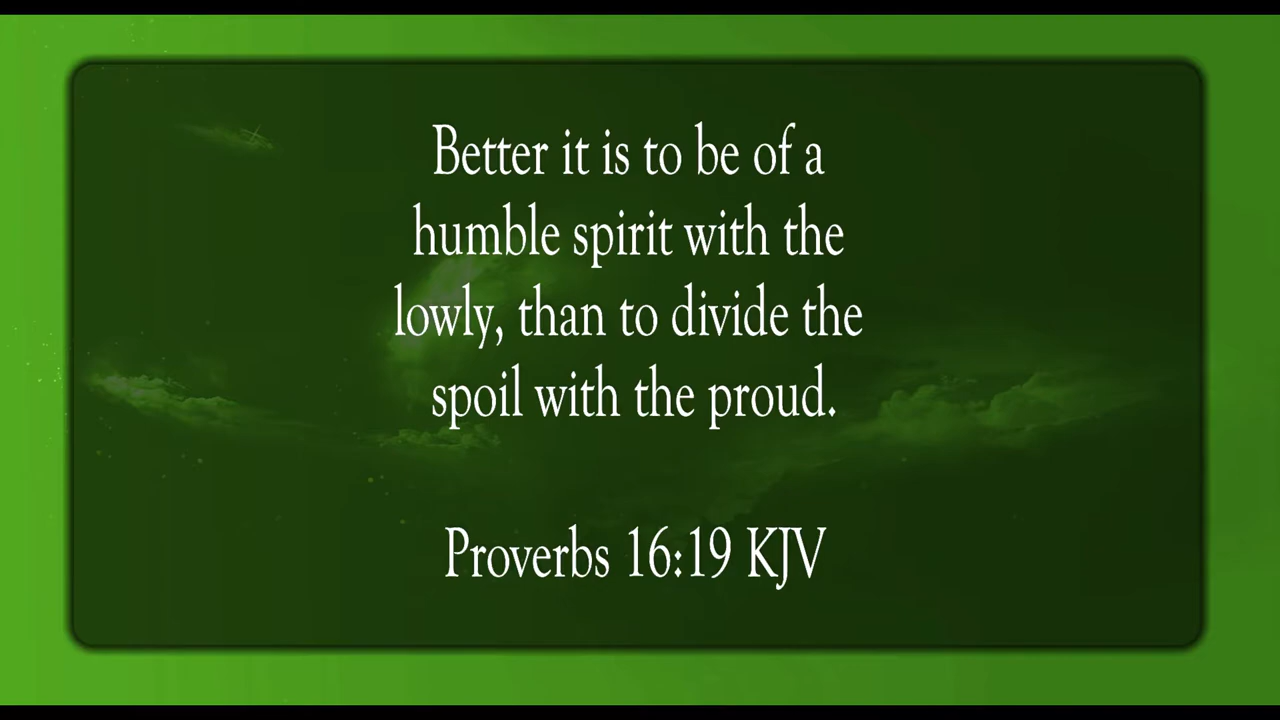 Better it is to be of a
humble spirit with the
lowly, than to divide the
spoil with the proud.
Proverbs 16:19 KJV